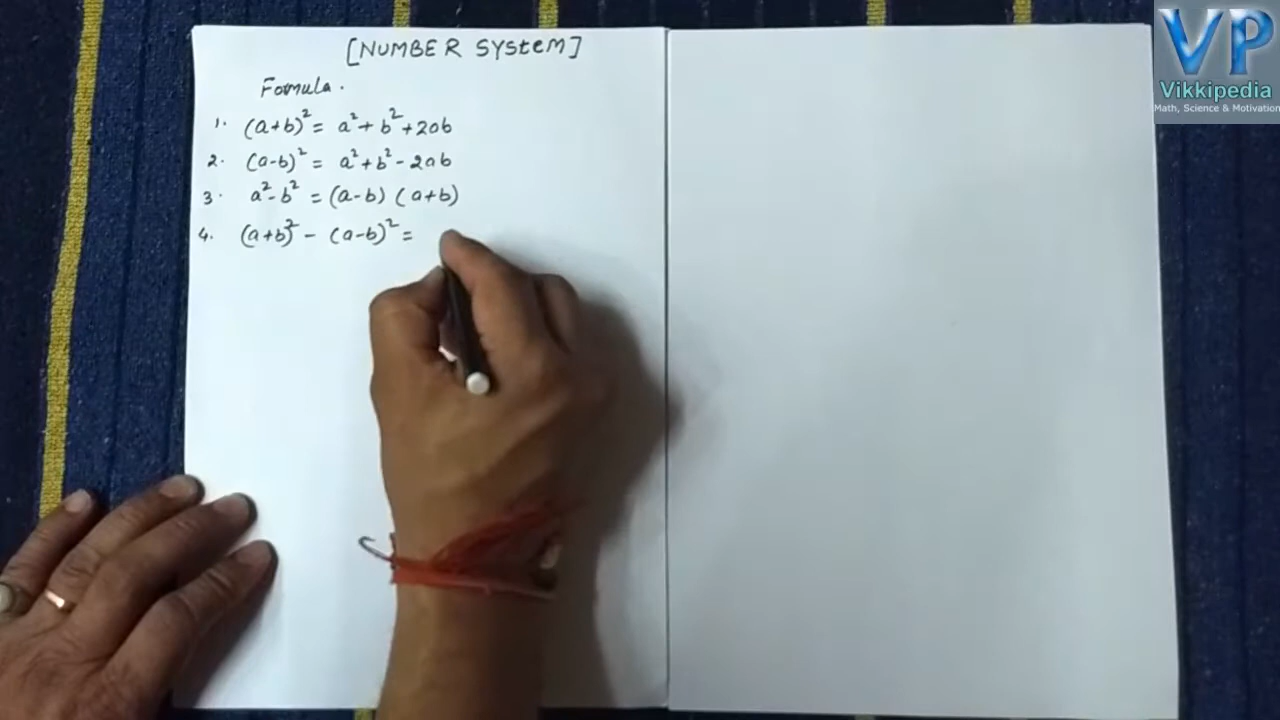 [NUMBER SYSTEM]
Formula.
1. (a+b)² = a² + b² + 2ab
2. (a-b)² = a² + b² - 2ab
3. a² - b² = (a-b) (a+b)
4. (a+b)² - (a-b)² =
VP
Vikkipedia
Math, Science & Motivation